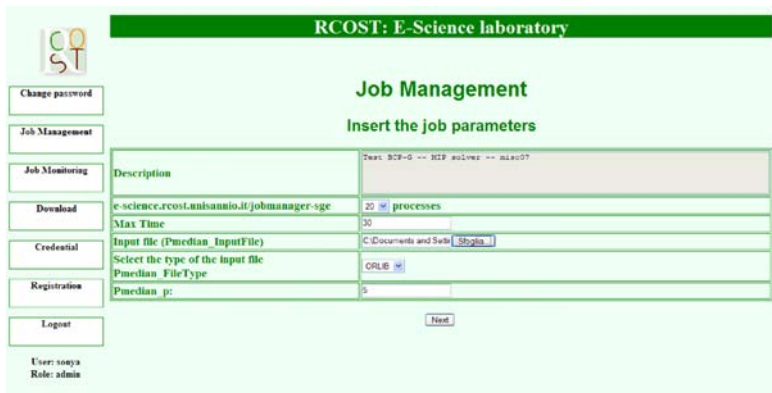 RCOST: E-Science laboratory
RCOST
Change password
Job Management
Job Monitoring
Download
Credential
Registration
Logout
User: sonya
Role: admin
Job Management
Insert the job parameters
Description
Test BCP-G -- MIP solver -- misc07
e-science.rcost.unisannio.it/jobmanager-sge
20 processes
Max Time
30
Input file (Pmedian_InputFile)
C:\Documents and Setti Sfoglia...
Select the type of the input file
Pmedian_FileType
ORLIB
Pmedian_p:
5
Next